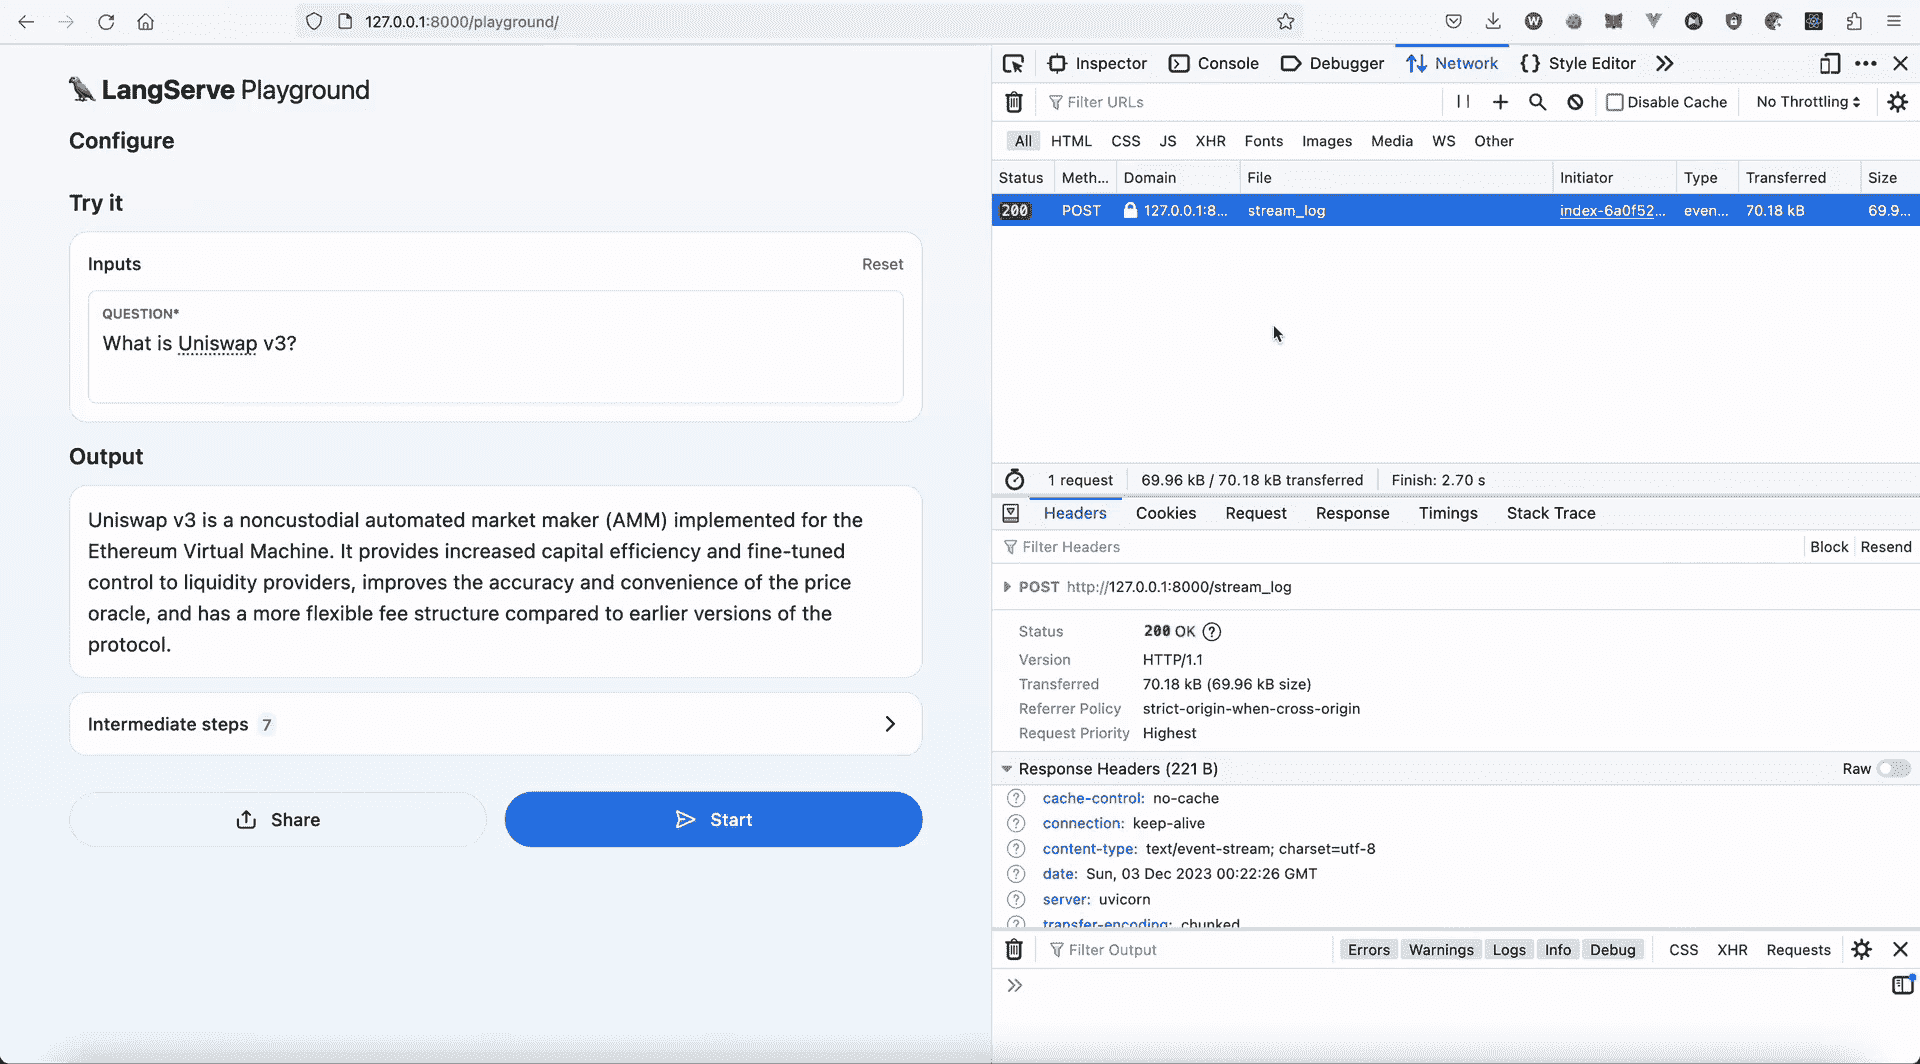 127.0.0.1:8000/playground/
LangServe Playground
Configure
Try it
Inputs
Reset
QUESTION*
What is Uniswap v3?
Output
Uniswap v3 is a noncustodial automated market maker (AMM) implemented for the
Ethereum Virtual Machine. It provides increased capital efficiency and fine-tuned
control to liquidity providers, improves the accuracy and convenience of the price
oracle, and has a more flexible fee structure compared to earlier versions of the
protocol.
Intermediate steps 7
Share
Start
Inspector Console Debugger Network Style Editor
Filter URLs
Disable Cache No Throttling
All HTML CSS JS XHR Fonts Images Media WS Other
Status Meth... Domain File Initiator Type Transferred Size
200 POST 127.0.0.1:8... stream_log index-6a0f52... even... 70.18 kB 69.9...
1 request 69.96 kB / 70.18 kB transferred Finish: 2.70 s
Headers Cookies Request Response Timings Stack Trace
Filter Headers
Block Resend
POST http://127.0.0.1:8000/stream_log
Status 200 OK
Version HTTP/1.1
Transferred 70.18 kB (69.96 kB size)
Referrer Policy strict-origin-when-cross-origin
Request Priority Highest
Response Headers (221 B)
Raw
cache-control: no-cache
connection: keep-alive
content-type: text/event-stream; charset=utf-8
date: Sun, 03 Dec 2023 00:22:26 GMT
server: uvicorn
transfer-encoding: chunked
Filter Output
Errors Warnings Logs Info Debug CSS XHR Requests